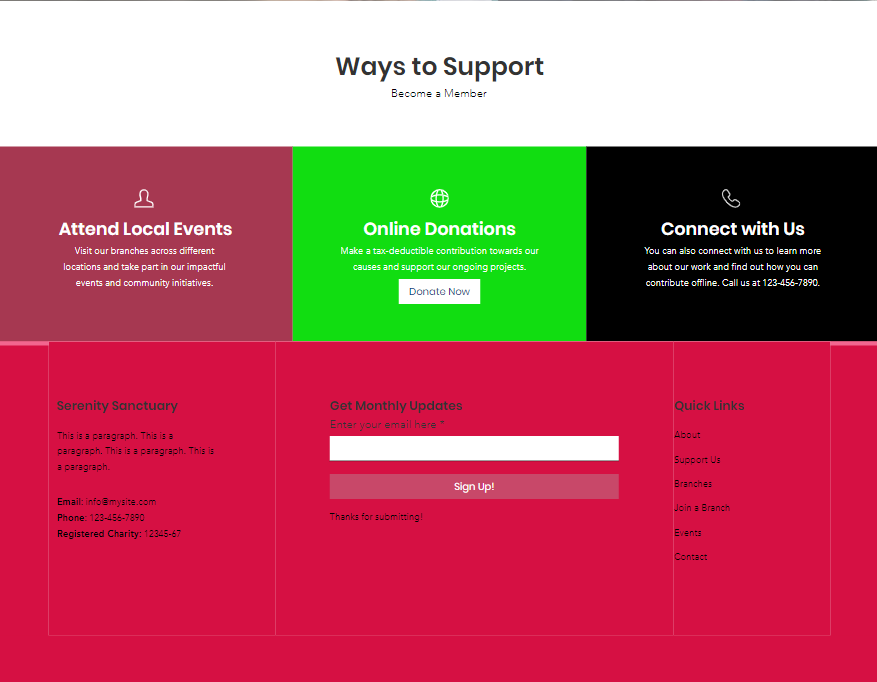 Ways to Support
Become a Member
Attend Local Events
Visit our branches across different
locations and take part in our impactful
events and community initiatives.
Online Donations
Make a tax-deductible contribution towards our
causes and support our ongoing projects.
Donate Now
Connect with Us
You can also connect with us to learn more
about our work and find out how you can
contribute offline. Call us at 123-456-7890.
Serenity Sanctuary
This is a paragraph. This is a
paragraph. This is a paragraph. This is
a paragraph.
Email: info@mysite.com
Phone: 123-456-7890
Registered Charity: 12345-67
Get Monthly Updates
Enter your email here *
Sign Up!
Thanks for submitting!
Quick Links
About
Support Us
Branches
Join a Branch
Events
Contact